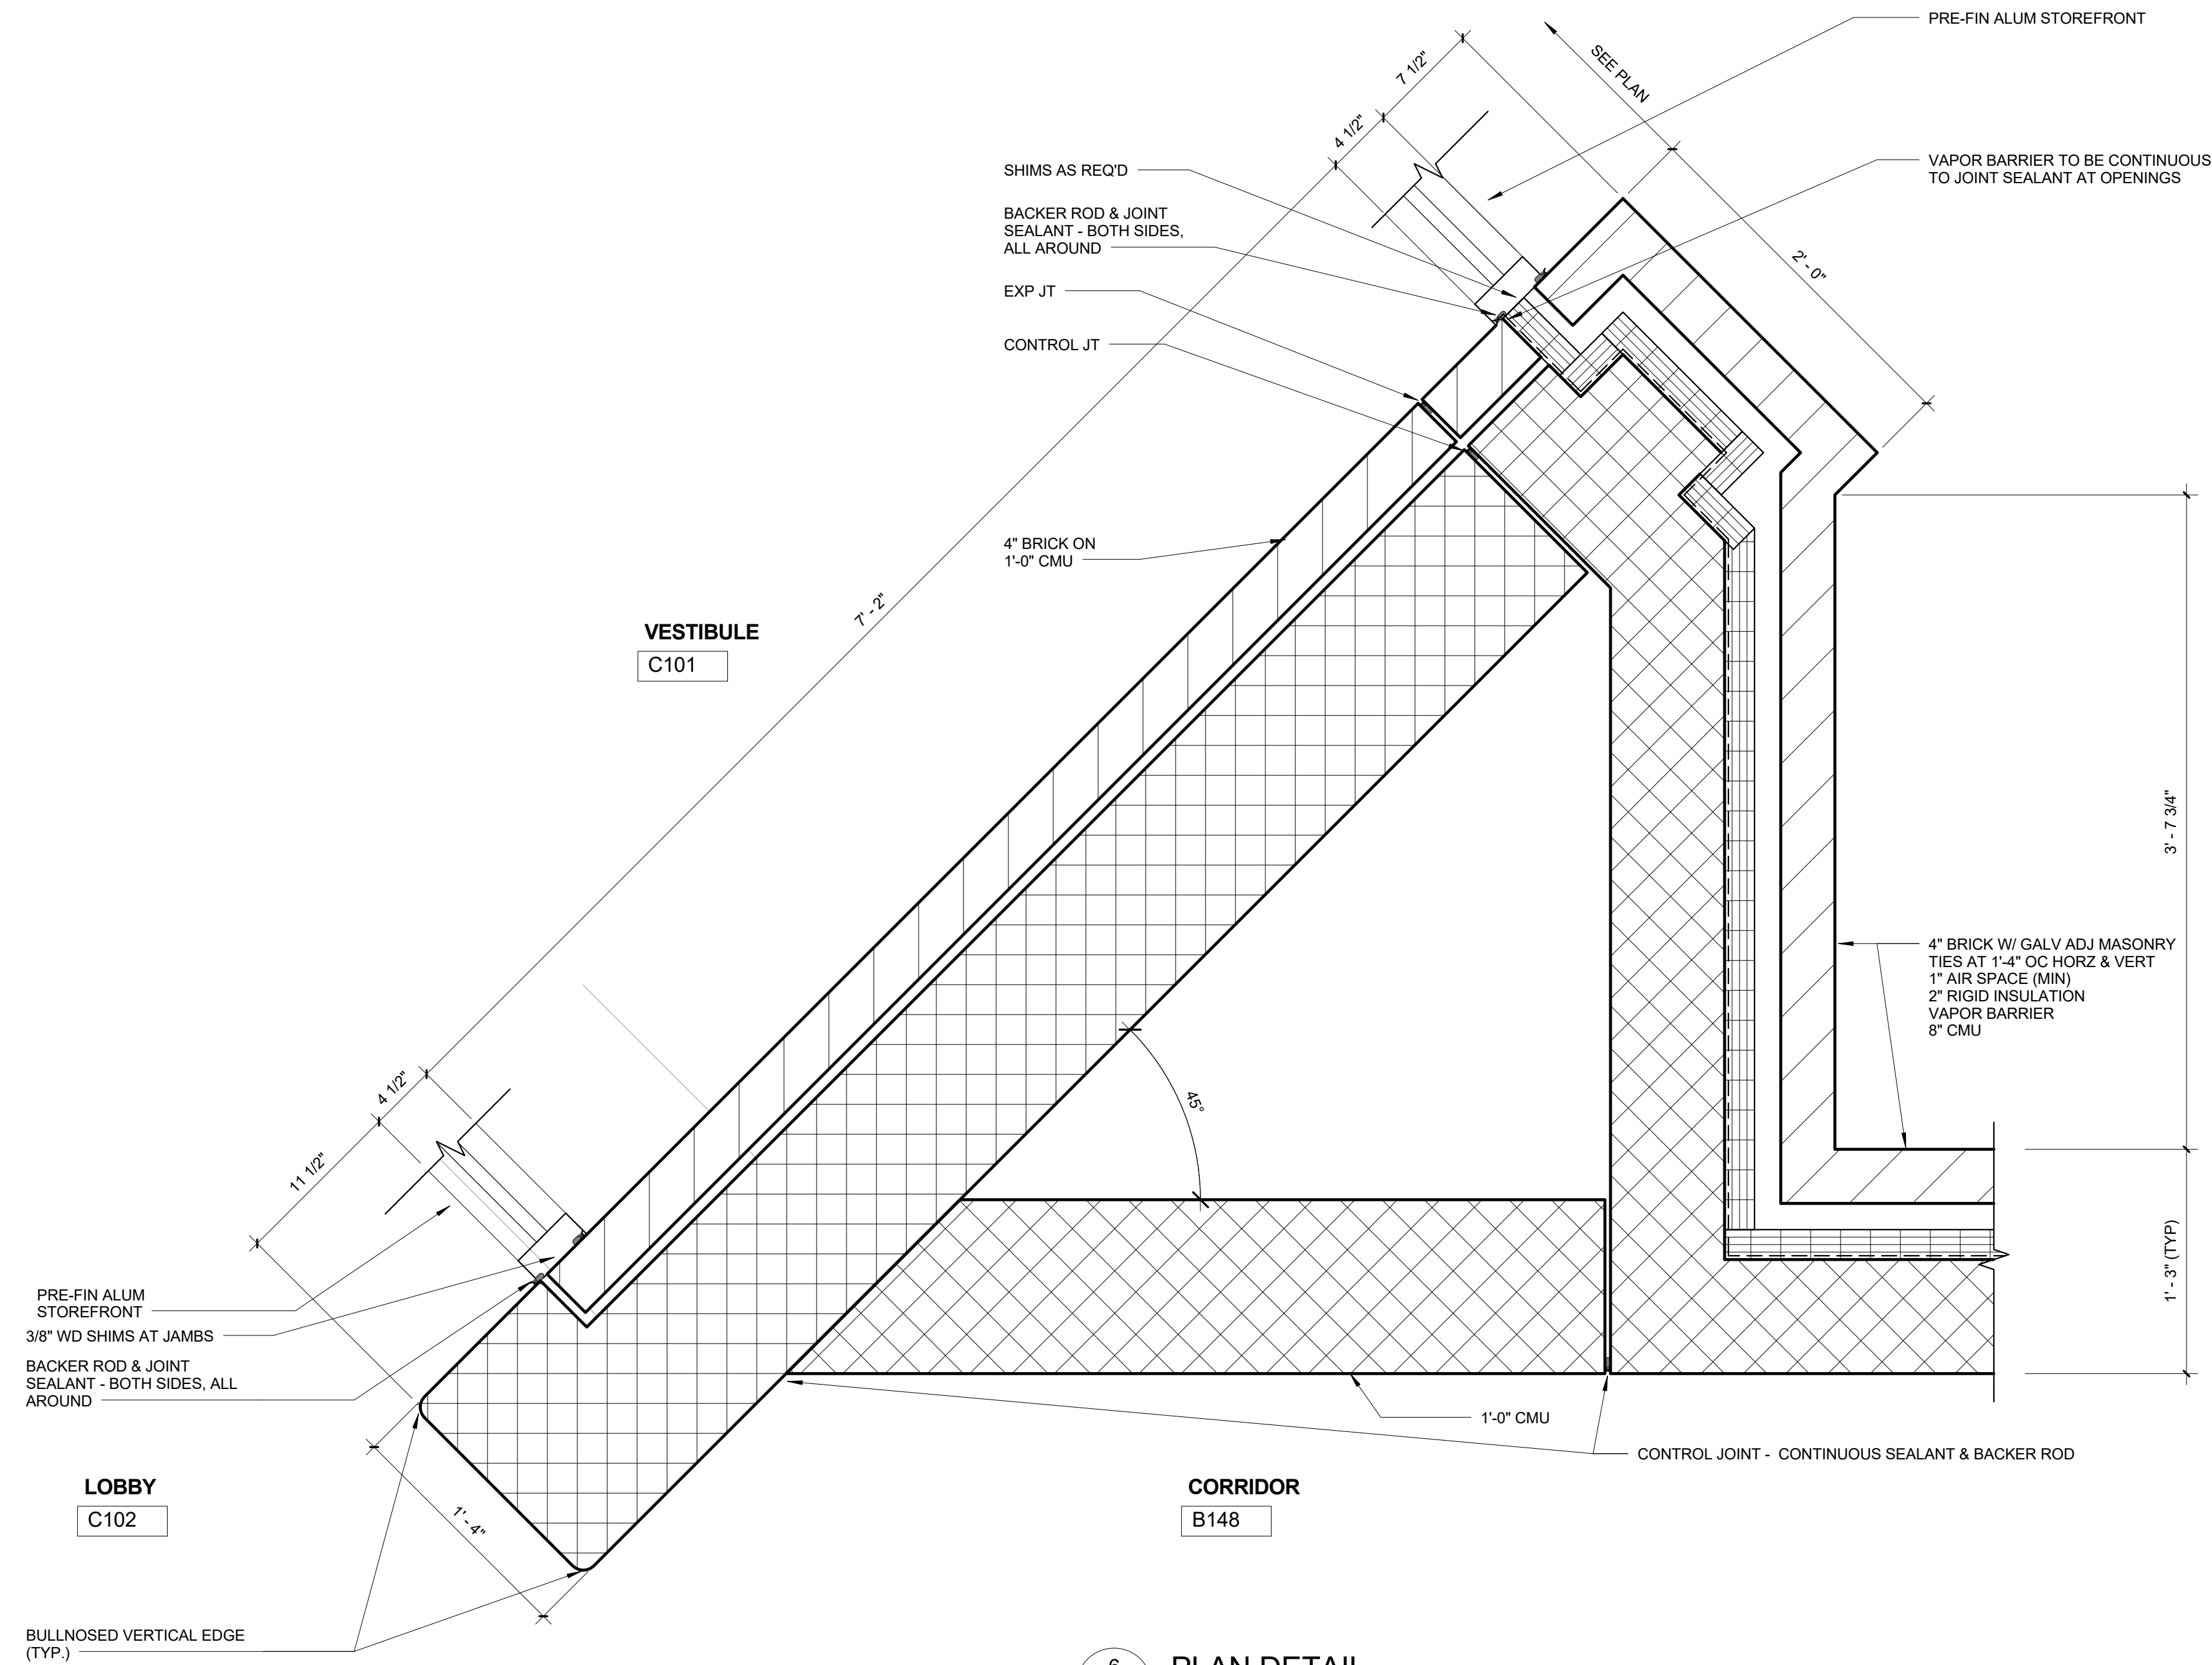 PRE-FIN ALUM STOREFRONT
7 1/2"
SEE PLAN
4 1/2"
SHIMS AS REQ'D
VAPOR BARRIER TO BE CONTINUOUS
TO JOINT SEALANT AT OPENINGS
BACKER ROD & JOINT
SEALANT - BOTH SIDES,
ALL AROUND
2' - 0"
EXP JT
CONTROL JT
4" BRICK ON
1'-0" CMU
7' - 2"
VESTIBULE
C101
3' - 7 3/4"
4" BRICK W/ GALV ADJ MASONRY
TIES AT 1'-4" OC HORZ & VERT
1" AIR SPACE (MIN)
2" RIGID INSULATION
VAPOR BARRIER
8" CMU
45°
4 1/2"
11 1/2"
1' - 3" (TYP)
PRE-FIN ALUM
STOREFRONT
3/8" WD SHIMS AT JAMBS
BACKER ROD & JOINT
SEALANT - BOTH SIDES, ALL
AROUND
1'-0" CMU
CONTROL JOINT - CONTINUOUS SEALANT & BACKER ROD
LOBBY
C102
1' - 4"
CORRIDOR
B148
BULLNOSED VERTICAL EDGE
(TYP.)
6
PLAN DETAIL